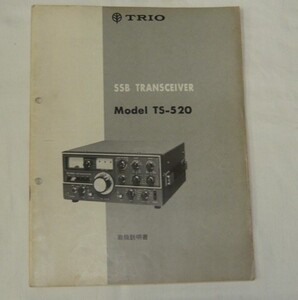 TRIO
SSB TRANSCEIVER
Model TS-520
取扱説明書